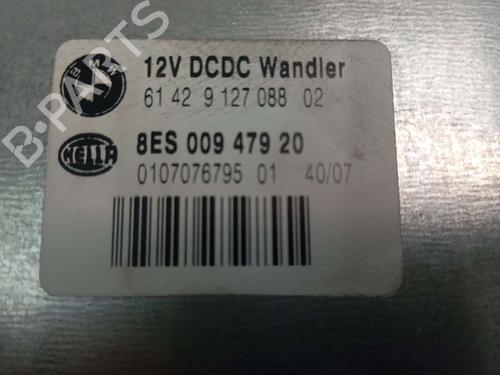 B-PARTS
BMW
12V DCDC Wandler
61 42 9 127 088 02
HELLA
8ES 009 479 20
0107076795 01 40/07